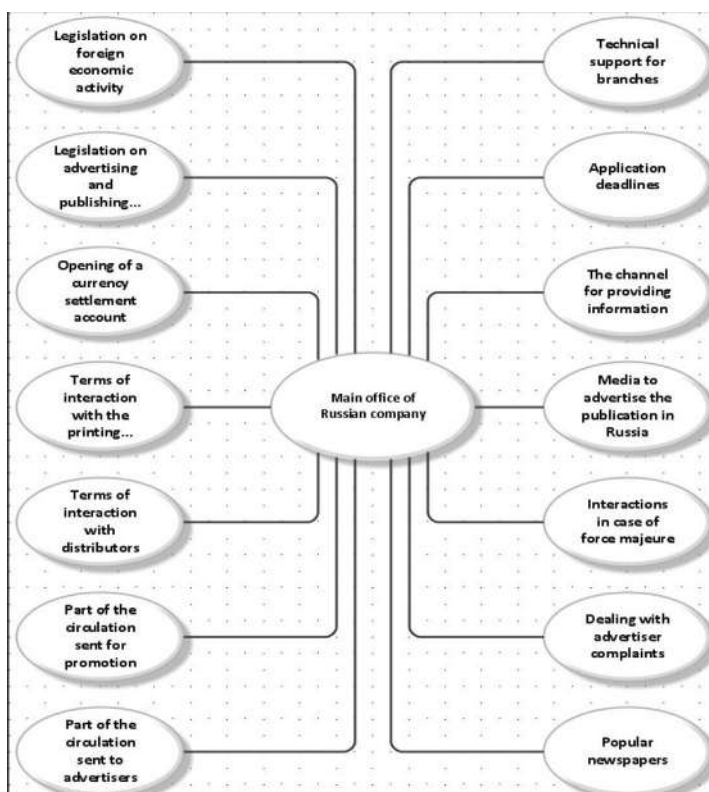 Legislation on
foreign
economic
activity
Legislation on
advertising
and
publishing...
Opening of a
currency
settlement
account
Terms of
interaction
with the
printing...
Terms of
interaction
with
distributors
Part of the
circulation
sent for
promotion
Part of the
circulation
sent to
advertisers
Main office of
Russian company
Technical
support for
branches
Application
deadlines
The channel
for providing
information
Media to
advertise the
publication in
Russia
Interactions
in case of
force majeure
Dealing with
advertiser
complaints
Popular
newspapers